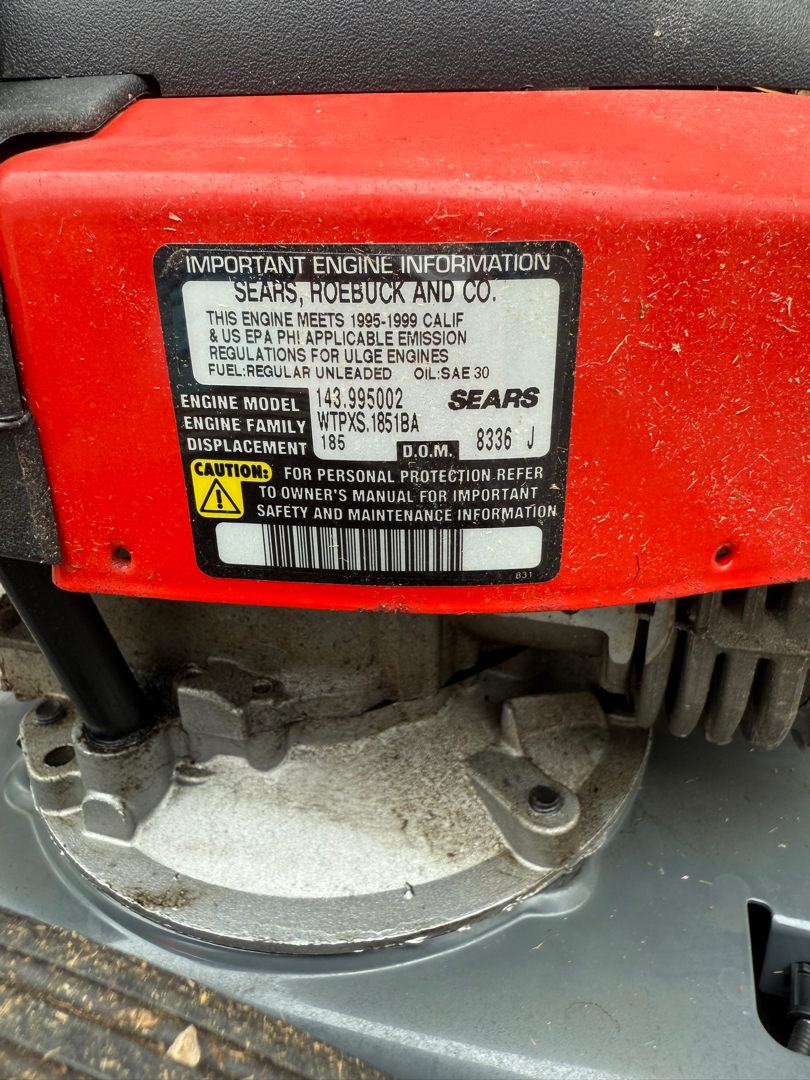 IMPORTANT ENGINE INFORMATION
SEARS, ROEBUCK AND CO.
THIS ENGINE MEETS 1995-1999 CALIF
& US EPA PH1 APPLICABLE EMISSION
REGULATIONS FOR ULGE ENGINES
FUEL:REGULAR UNLEADED OIL:SAE 30
ENGINE MODEL 143.995002 SEARS
ENGINE FAMILY WTPXS.1851BA
DISPLACEMENT 185 D.O.M. 8336 J
CAUTION: FOR PERSONAL PROTECTION REFER
TO OWNER'S MANUAL FOR IMPORTANT
SAFETY AND MAINTENANCE INFORMATION
831